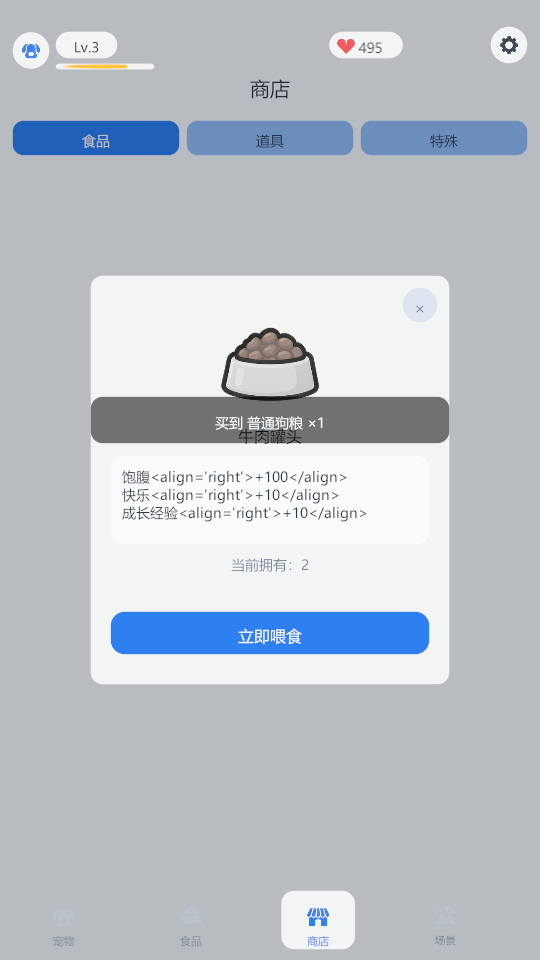 Lv.3
495
商店
食品
道具
特殊
×
买到 普通狗粮 ×1
牛肉罐头
饱腹<align='right'>+100</align>
快乐<align='right'>+10</align>
成长经验<align='right'>+10</align>
当前拥有：2
立即喂食
宠物
食品
商店
场景